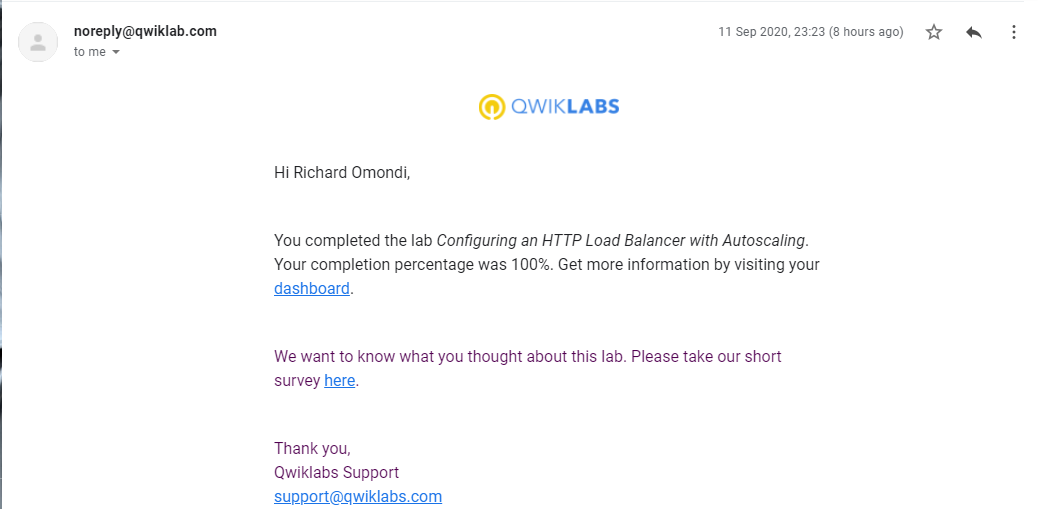 noreply@qwiklab.com
11 Sep 2020, 23:23 (8 hours ago)
to me
QWIKLABS
Hi Richard Omondi,
You completed the lab Configuring an HTTP Load Balancer with Autoscaling.
Your completion percentage was 100%. Get more information by visiting your
dashboard.
We want to know what you thought about this lab. Please take our short
survey here.
Thank you,
Qwiklabs Support
support@qwiklabs.com